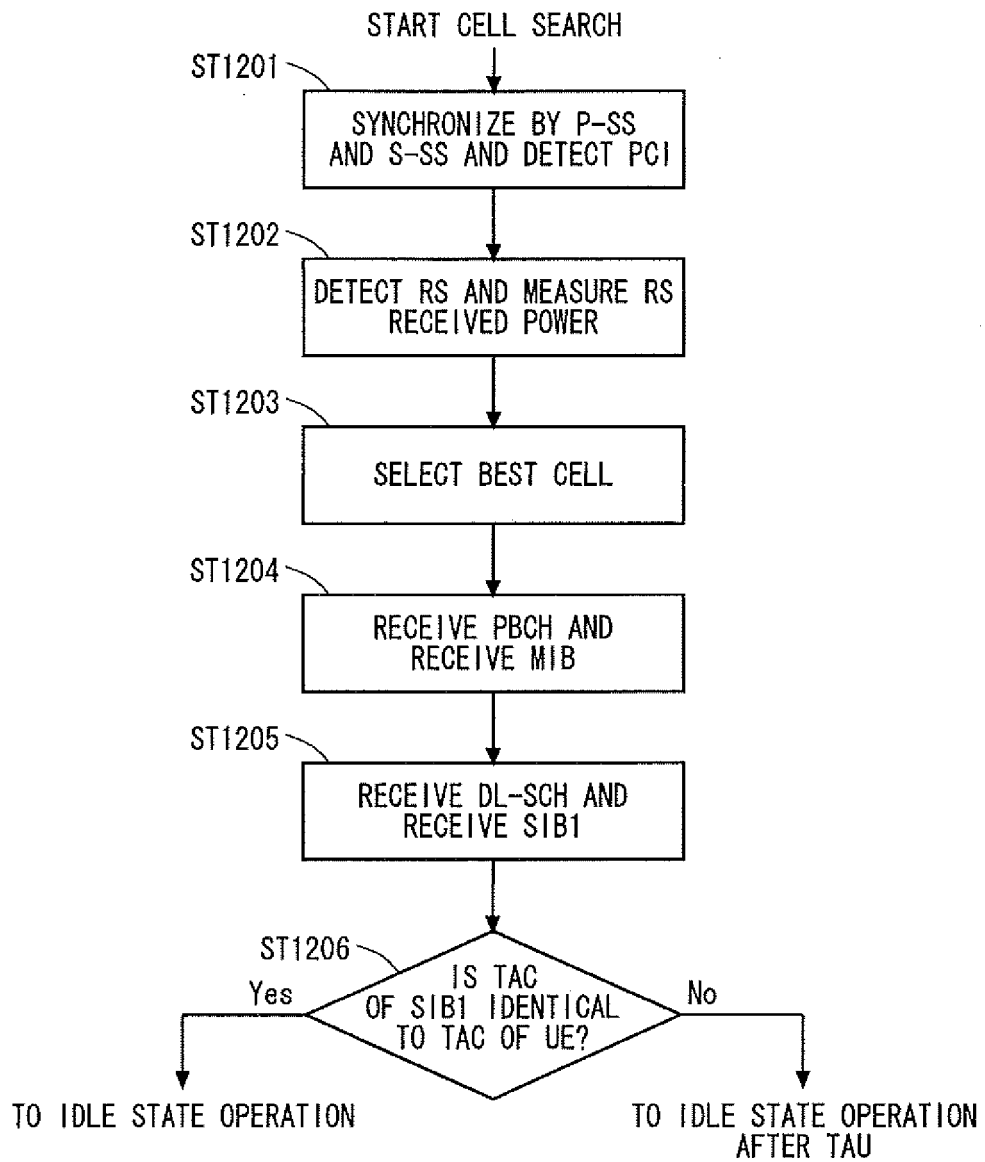 START CELL SEARCH
ST1201
SYNCHRONIZE BY P-SS
AND S-SS AND DETECT PCI
ST1202
DETECT RS AND MEASURE RS
RECEIVED POWER
ST1203
SELECT BEST CELL
ST1204
RECEIVE PBCH AND
RECEIVE MIB
ST1205
RECEIVE DL-SCH AND
RECEIVE SIB1
ST1206
IS TAC
OF SIB1 IDENTICAL
TO TAC OF UE?
Yes
No
TO IDLE STATE OPERATION
TO IDLE STATE OPERATION
AFTER TAU